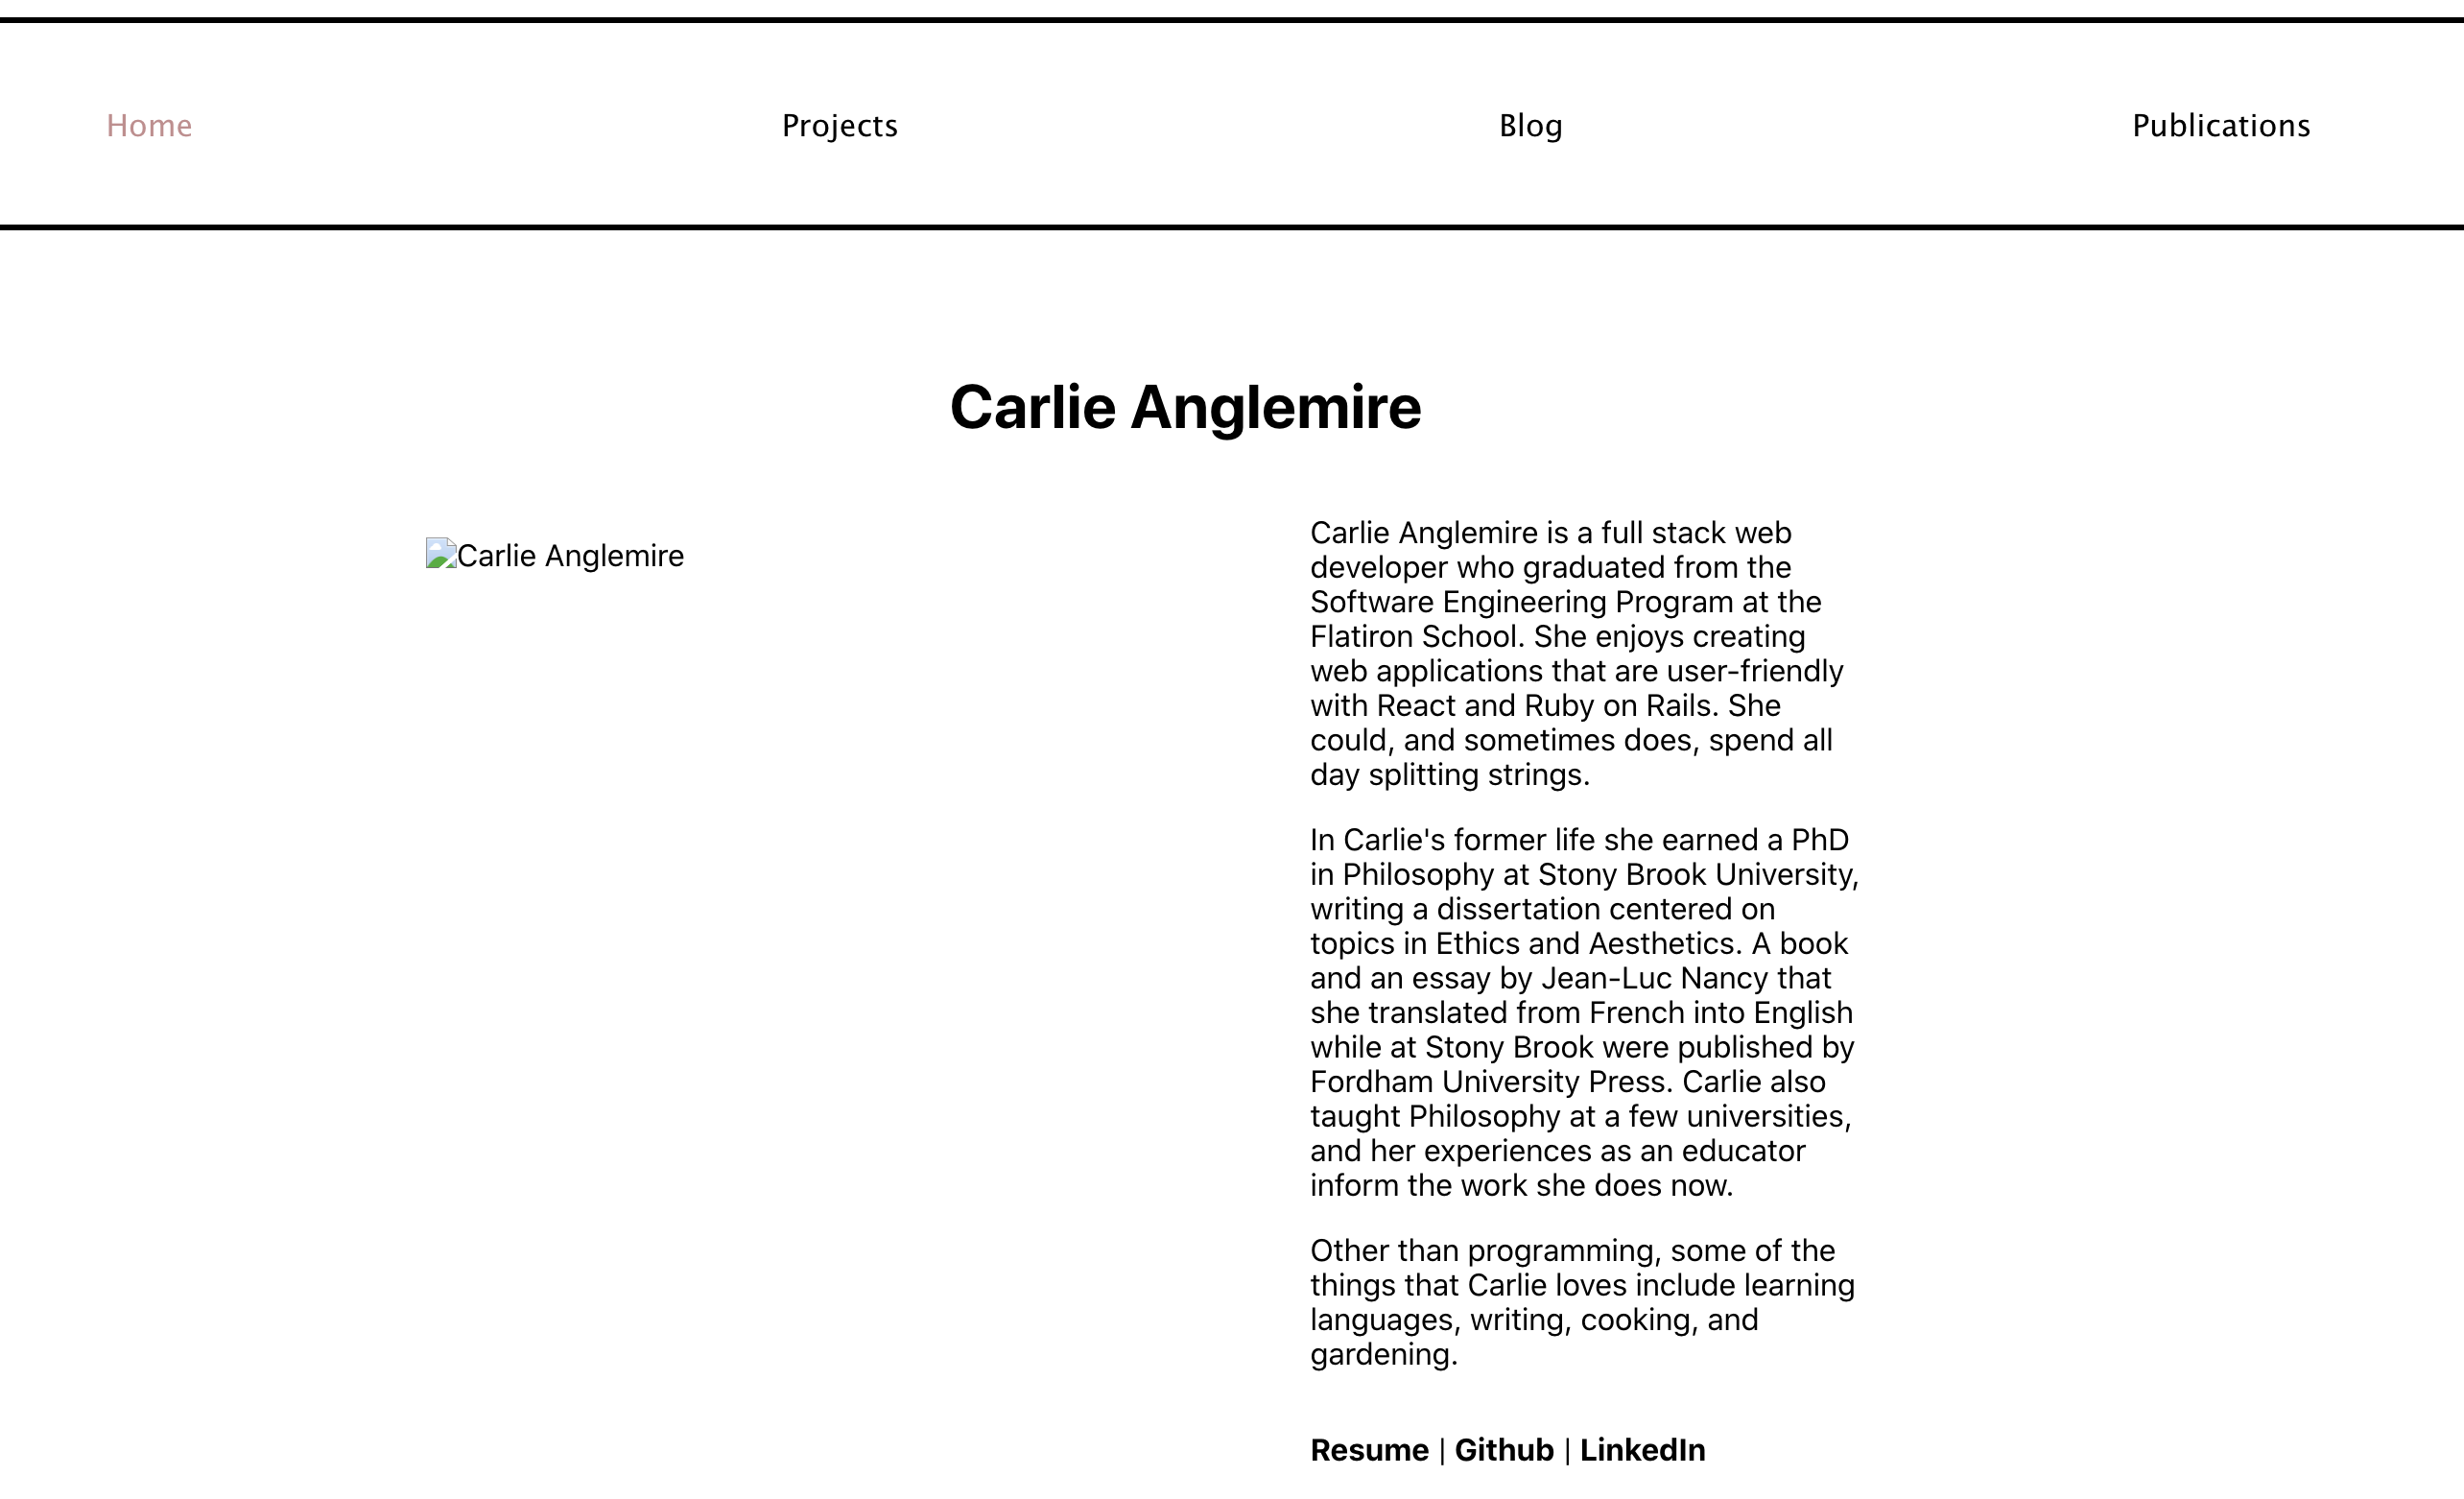 Home Projects Blog Publications
Carlie Anglemire
Carlie Anglemire
Carlie Anglemire is a full stack web
developer who graduated from the
Software Engineering Program at the
Flatiron School. She enjoys creating
web applications that are user-friendly
with React and Ruby on Rails. She
could, and sometimes does, spend all
day splitting strings.
In Carlie's former life she earned a PhD
in Philosophy at Stony Brook University,
writing a dissertation centered on
topics in Ethics and Aesthetics. A book
and an essay by Jean-Luc Nancy that
she translated from French into English
while at Stony Brook were published by
Fordham University Press. Carlie also
taught Philosophy at a few universities,
and her experiences as an educator
inform the work she does now.
Other than programming, some of the
things that Carlie loves include learning
languages, writing, cooking, and
gardening.
Resume | Github | LinkedIn